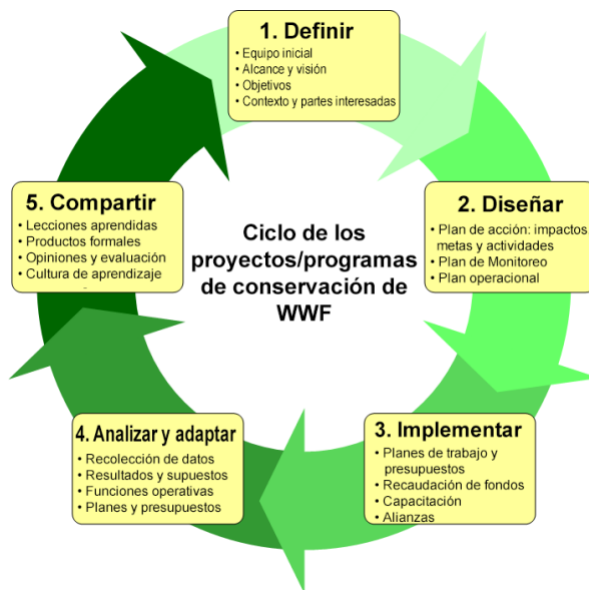 1. Definir
• Equipo inicial
• Alcance y visión
• Objetivos
• Contexto y partes interesadas
2. Diseñar
• Plan de acción: impactos
metas y actividades
• Plan de Monitoreo
• Plan operacional
3. Implementar
• Planes de trabajo y
presupuestos
• Recaudación de fondos
• Capacitación
• Alianzas
4. Analizar y adaptar
• Recolección de datos
• Resultados y supuestos
• Funciones operativas
• Planes y presupuestos
5. Compartir
• Lecciones aprendidas
• Productos formales
• Opiniones y evaluación
• Cultura de aprendizaje
Ciclo de los
proyectos/programas
de conservación de
WWF